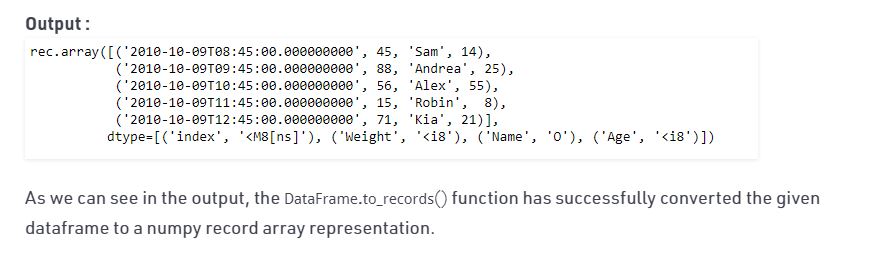 Output :
rec.array([('2010-10-09T08:45:00.000000000', 45, 'Sam', 14),
('2010-10-09T09:45:00.000000000', 88, 'Andrea', 25),
('2010-10-09T10:45:00.000000000', 56, 'Alex', 55),
('2010-10-09T11:45:00.000000000', 15, 'Robin',  8),
('2010-10-09T12:45:00.000000000', 71, 'Kia', 21)],
dtype=[('index', '<M8[ns]'), ('Weight', '<i8'), ('Name', 'O'), ('Age', '<i8')])
As we can see in the output, the DataFrame.to_records() function has successfully converted the given
dataframe to a numpy record array representation.